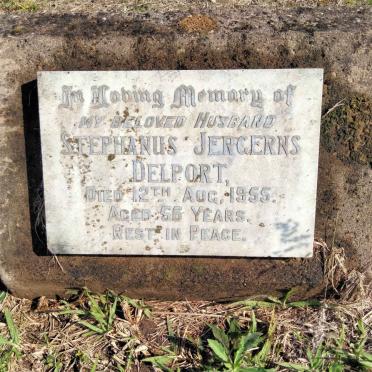 In Loving Memory of
MY BELOVED HUSBAND
STEPHANUS JERGERNS
DELPORT,
DIED 12TH AUG, 1955.
AGED 56 YEARS.
REST IN PEACE.